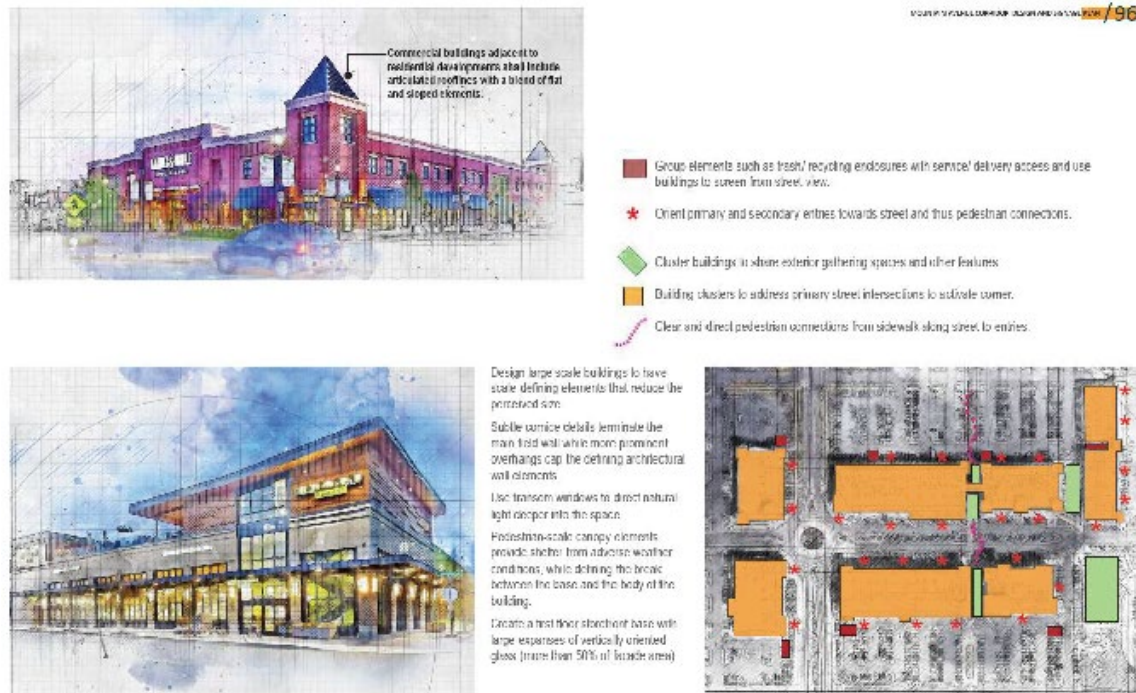 MOUNTAIN AVENUE CORRIDOR DESIGN AND SIGNAGE PLAN /96
Commercial buildings adjacent to
residential developments shall include
articulated rooflines with a blend of flat
and sloped elements.
Group elements such as trash/ recycling enclosures with service/ delivery access and use
buildings to screen from street view.
Orient primary and secondary entries towards street and thus pedestrian connections.
Cluster buildings to share exterior gathering spaces and other features
Building clusters to address primary street intersections to activate corner.
Clear and direct pedestrian connections from sidewalk along street to entries.
Design large scale buildings to have
scale defining elements that reduce the
perceived size
Subtle cornice details terminate the
main field wall while more prominent
overhangs cap the defining architectural
wall elements
Use transom windows to direct natural
light deeper into the space
Pedestrian-scale canopy elements
provide shelter from adverse weather
conditions, while defining the break
between the base and the body of the
building.
Create a first floor storefront base with
large expanses of vertically oriented
glass (more than 50% of facade area)